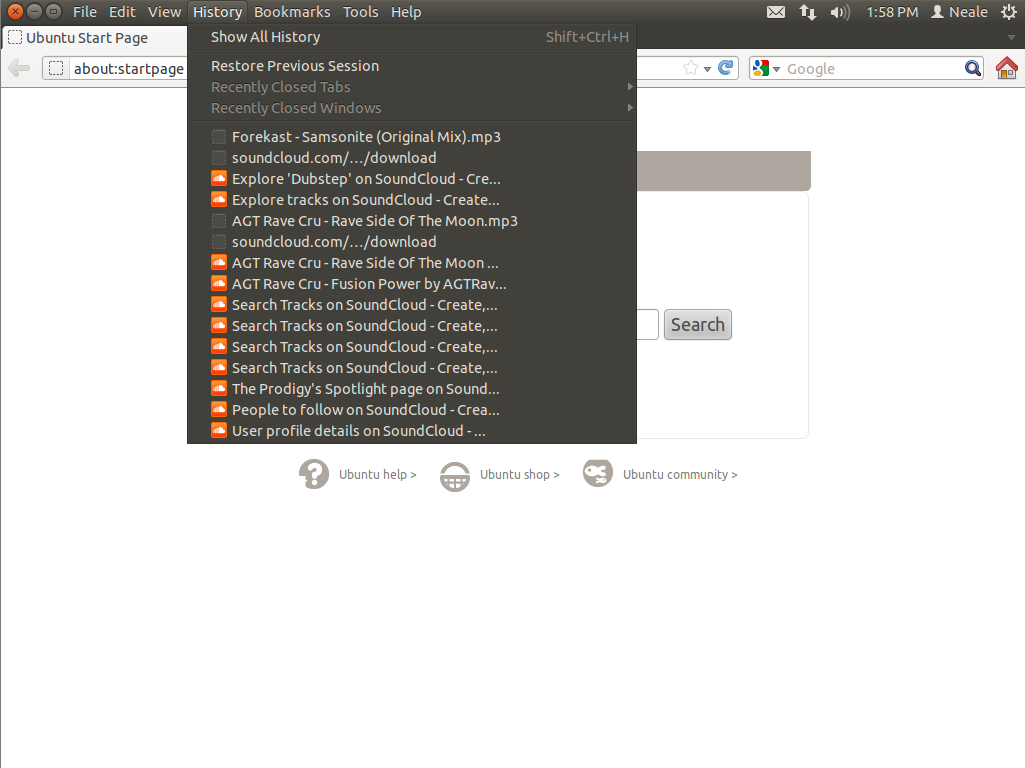 File Edit View History Bookmarks Tools Help 1:58 PM Neale
Ubuntu Start Page
about:startpage
Google
Show All History Shift+Ctrl+H
Restore Previous Session
Recently Closed Tabs
Recently Closed Windows
Forekast - Samsonite (Original Mix).mp3
soundcloud.com/…/download
Explore 'Dubstep' on SoundCloud - Cre...
Explore tracks on SoundCloud - Create...
AGT Rave Cru - Rave Side Of The Moon.mp3
soundcloud.com/…/download
AGT Rave Cru - Rave Side Of The Moon ...
AGT Rave Cru - Fusion Power by AGTRav...
Search Tracks on SoundCloud - Create,...
Search Tracks on SoundCloud - Create,...
Search Tracks on SoundCloud - Create,...
Search Tracks on SoundCloud - Create,...
The Prodigy's Spotlight page on Sound...
People to follow on SoundCloud - Crea...
User profile details on SoundCloud - ...
Search
Ubuntu help > Ubuntu shop > Ubuntu community >